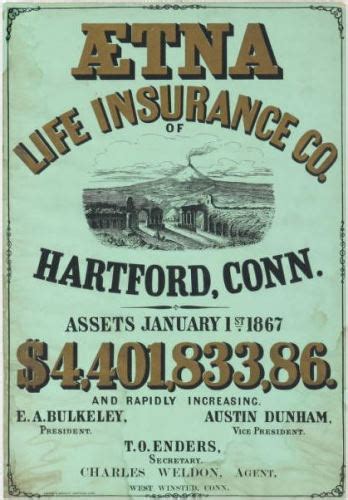 ÆTNA
LIFE INSURANCE CO.
OF
HARTFORD, CONN.
ASSETS JANUARY 1ST 1867
$4,401,833,86.
AND RAPIDLY INCREASING.
E.A. BULKELEY, AUSTIN DUNHAM,
PRESIDENT. VICE PRESIDENT.
T.O. ENDERS,
SECRETARY.
CHARLES WELDON, AGENT,
WEST WINSTED, CONN.